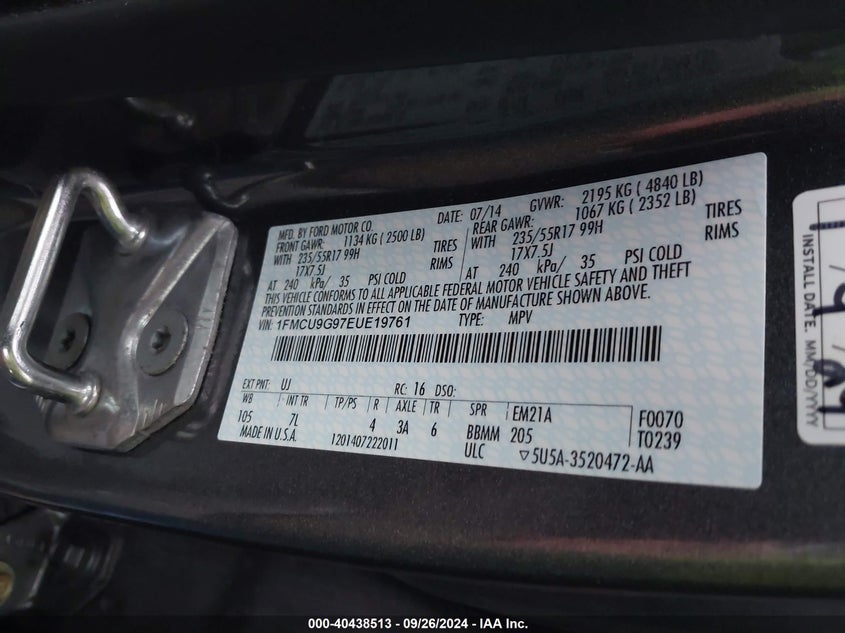 MFD. BY FORD MOTOR CO. DATE: 07/14 GVWR: 2195 KG ( 4840 LB)
FRONT GAWR: 1134 KG ( 2500 LB) REAR GAWR: 1067 KG ( 2352 LB)
WITH 235/55R17 99H TIRES WITH 235/55R17 99H TIRES
17X7.5J RIMS 17X7.5J RIMS
AT 240 kPa/ 35 PSI COLD AT 240 kPa/ 35 PSI COLD
THIS VEHICLE CONFORMS TO ALL APPLICABLE FEDERAL MOTOR VEHICLE SAFETY AND THEFT
PREVENTION STANDARDS IN EFFECT ON THE DATE OF MANUFACTURE SHOWN ABOVE.
VIN: 1FMCU9G97EUE19761 TYPE: MPV
EXT PNT: UJ RC: 16 DSO:
WB INT TR TP/PS R AXLE TR SPR EM21A F0070
105 7L 4 3A 6 BBMM 205 T0239
MADE IN U.S.A. 1201407222011 ULC ▽5U5A-3520472-AA
INSTALL DATE. MM/DD/YYYY
000-40438513 - 09/26/2024 - IAA Inc.